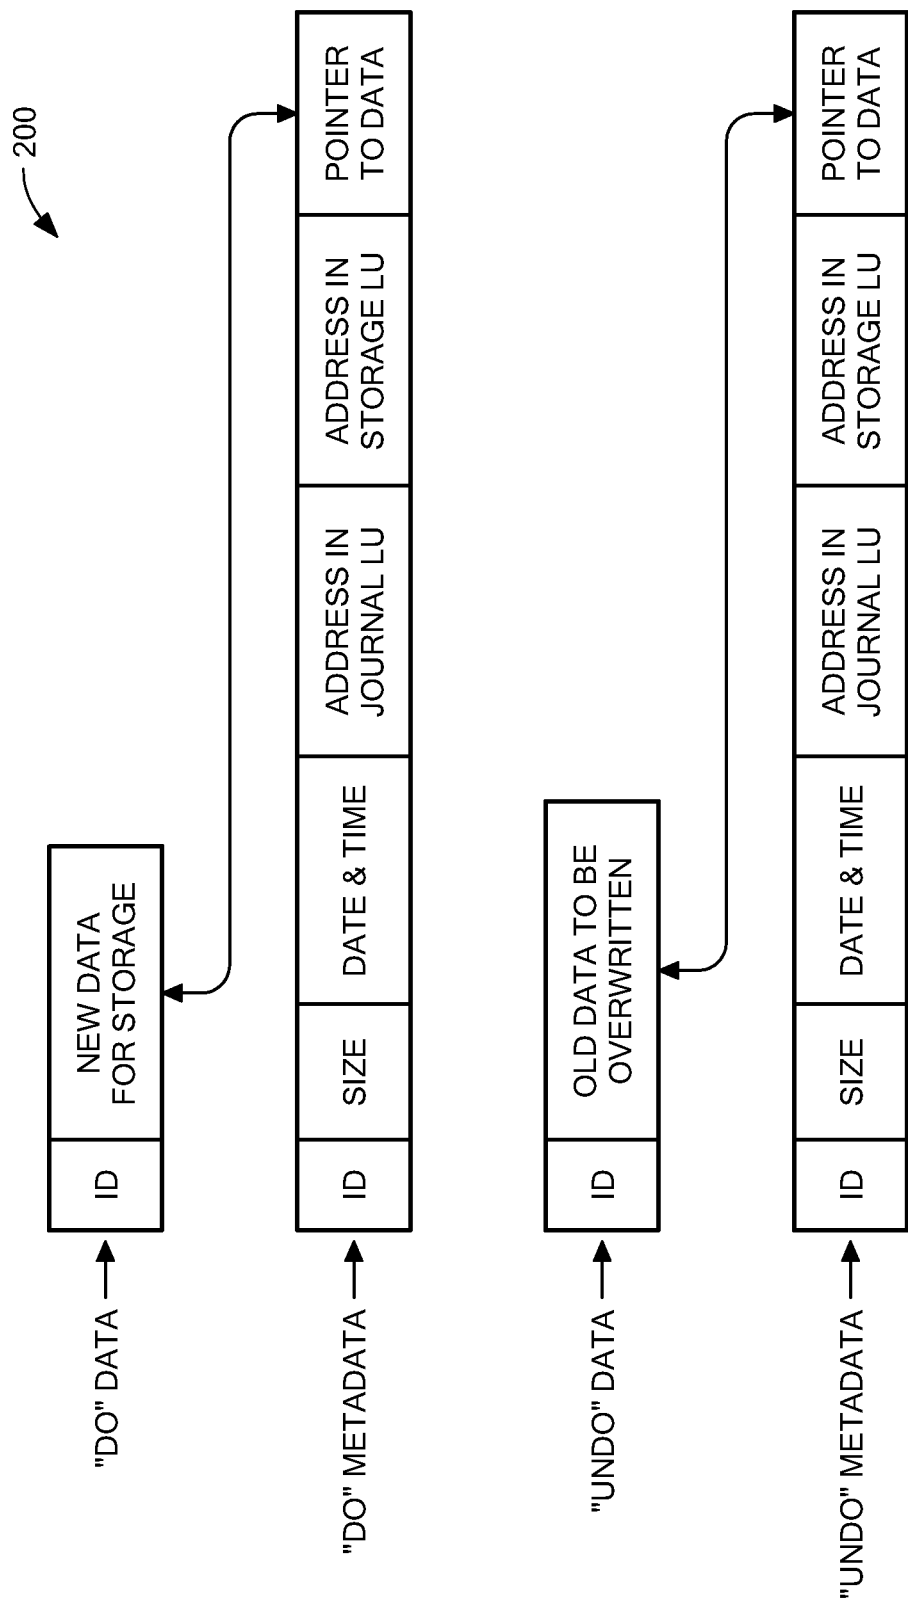 200
"DO" DATA
ID
NEW DATA
FOR STORAGE
"DO" METADATA
ID
SIZE
DATE & TIME
ADDRESS IN
JOURNAL LU
ADDRESS IN
STORAGE LU
POINTER
TO DATA
"UNDO" DATA
ID
OLD DATA TO BE
OVERWRITTEN
"UNDO" METADATA
ID
SIZE
DATE & TIME
ADDRESS IN
JOURNAL LU
ADDRESS IN
STORAGE LU
POINTER
TO DATA